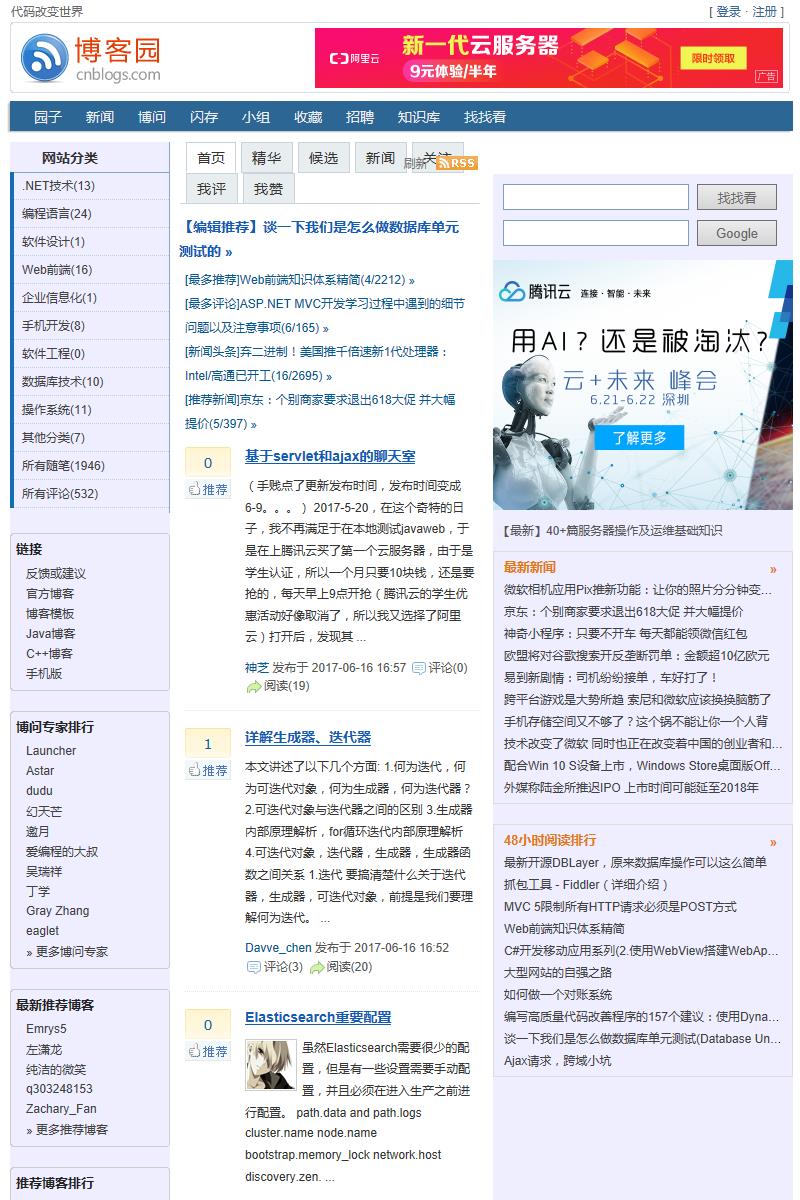 代码改变世界
[ 登录 · 注册 ]
博客园
cnblogs.com
阿里云
新一代云服务器
9元体验/半年
限时领取
广告
园子 新闻 博问 闪存 小组 收藏 招聘 知识库 找找看
网站分类
.NET技术(13)
编程语言(24)
软件设计(1)
Web前端(16)
企业信息化(1)
手机开发(8)
软件工程(0)
数据库技术(10)
操作系统(11)
其他分类(7)
所有随笔(1946)
所有评论(532)
链接
反馈或建议
官方博客
博客模板
Java博客
C++博客
手机版
博问专家排行
Launcher
Astar
dudu
幻天芒
邀月
爱编程的大叔
吴瑞祥
丁学
Gray Zhang
eaglet
» 更多博问专家
最新推荐博客
Emrys5
左潇龙
纯洁的微笑
q303248153
Zachary_Fan
» 更多推荐博客
推荐博客排行
首页 精华 候选 新闻 关注 刷新 RSS
我评 我赞
【编辑推荐】谈一下我们是怎么做数据库单元
测试的 »
[最多推荐]Web前端知识体系精简(4/2212) »
[最多评论]ASP.NET MVC开发学习过程中遇到的细节
问题以及注意事项(6/165) »
[新闻头条]弃二进制！美国推千倍速新1代处理器：
Intel/高通已开工(16/2695) »
[推荐新闻]京东：个别商家要求退出618大促 并大幅
提价(5/397) »
0
推荐
基于servlet和ajax的聊天室
（手贱点了更新发布时间，发布时间变成
6-9。。。） 2017-5-20，在这个奇特的日
子，我不再满足于在本地测试javaweb，于
是在上腾讯云买了第一个云服务器，由于是
学生认证，所以一个月只要10块钱，还是要
抢的，每天早上9点开抢（腾讯云的学生优
惠活动好像取消了，所以我又选择了阿里
云）打开后，发现其 ...
神芝 发布于 2017-06-16 16:57 评论(0)
阅读(19)
1
推荐
详解生成器、迭代器
本文讲述了以下几个方面: 1.何为迭代，何
为可迭代对象，何为生成器，何为迭代器？
2.可迭代对象与迭代器之间的区别 3.生成器
内部原理解析，for循环迭代内部原理解析
4.可迭代对象，迭代器，生成器，生成器函
数之间关系 1.迭代 要搞清楚什么关于迭代
器，生成器，可迭代对象，前提是我们要理
解何为迭代。 ...
Davve_chen 发布于 2017-06-16 16:52
评论(3) 阅读(20)
0
推荐
Elasticsearch重要配置
虽然Elasticsearch需要很少的配
置，但是有一些设置需要手动配
置，并且必须在进入生产之前进
行配置。 path.data and path.logs
cluster.name node.name
bootstrap.memory_lock network.host
discovery.zen. ...
找找看
Google
腾讯云 连接 · 智能 · 未来
用AI？还是被淘汰？
云+未来 峰会
6.21-6.22 深圳
了解更多
【最新】40+篇服务器操作及运维基础知识
最新新闻 »
微软相机应用Pix推新功能：让你的照片分分钟变...
京东：个别商家要求退出618大促 并大幅提价
神奇小程序：只要不开车 每天都能领微信红包
欧盟将对谷歌搜索开反垄断罚单：金额超10亿欧元
易到新剧情：司机纷纷接单，车好打了！
跨平台游戏是大势所趋 索尼和微软应该换换脑筋了
手机存储空间又不够了？这个锅不能让你一个人背
技术改变了微软 同时也正在改变着中国的创业者和...
配合Win 10 S设备上市，Windows Store桌面版Off...
外媒称陆金所推迟IPO 上市时间可能延至2018年
48小时阅读排行 »
最新开源DBLayer，原来数据库操作可以这么简单
抓包工具 - Fiddler（详细介绍）
MVC 5限制所有HTTP请求必须是POST方式
Web前端知识体系精简
C#开发移动应用系列(2.使用WebView搭建WebAp...
大型网站的自强之路
如何做一个对账系统
编写高质量代码改善程序的157个建议：使用Dyna...
谈一下我们是怎么做数据库单元测试(Database Un...
Ajax请求，跨域小坑